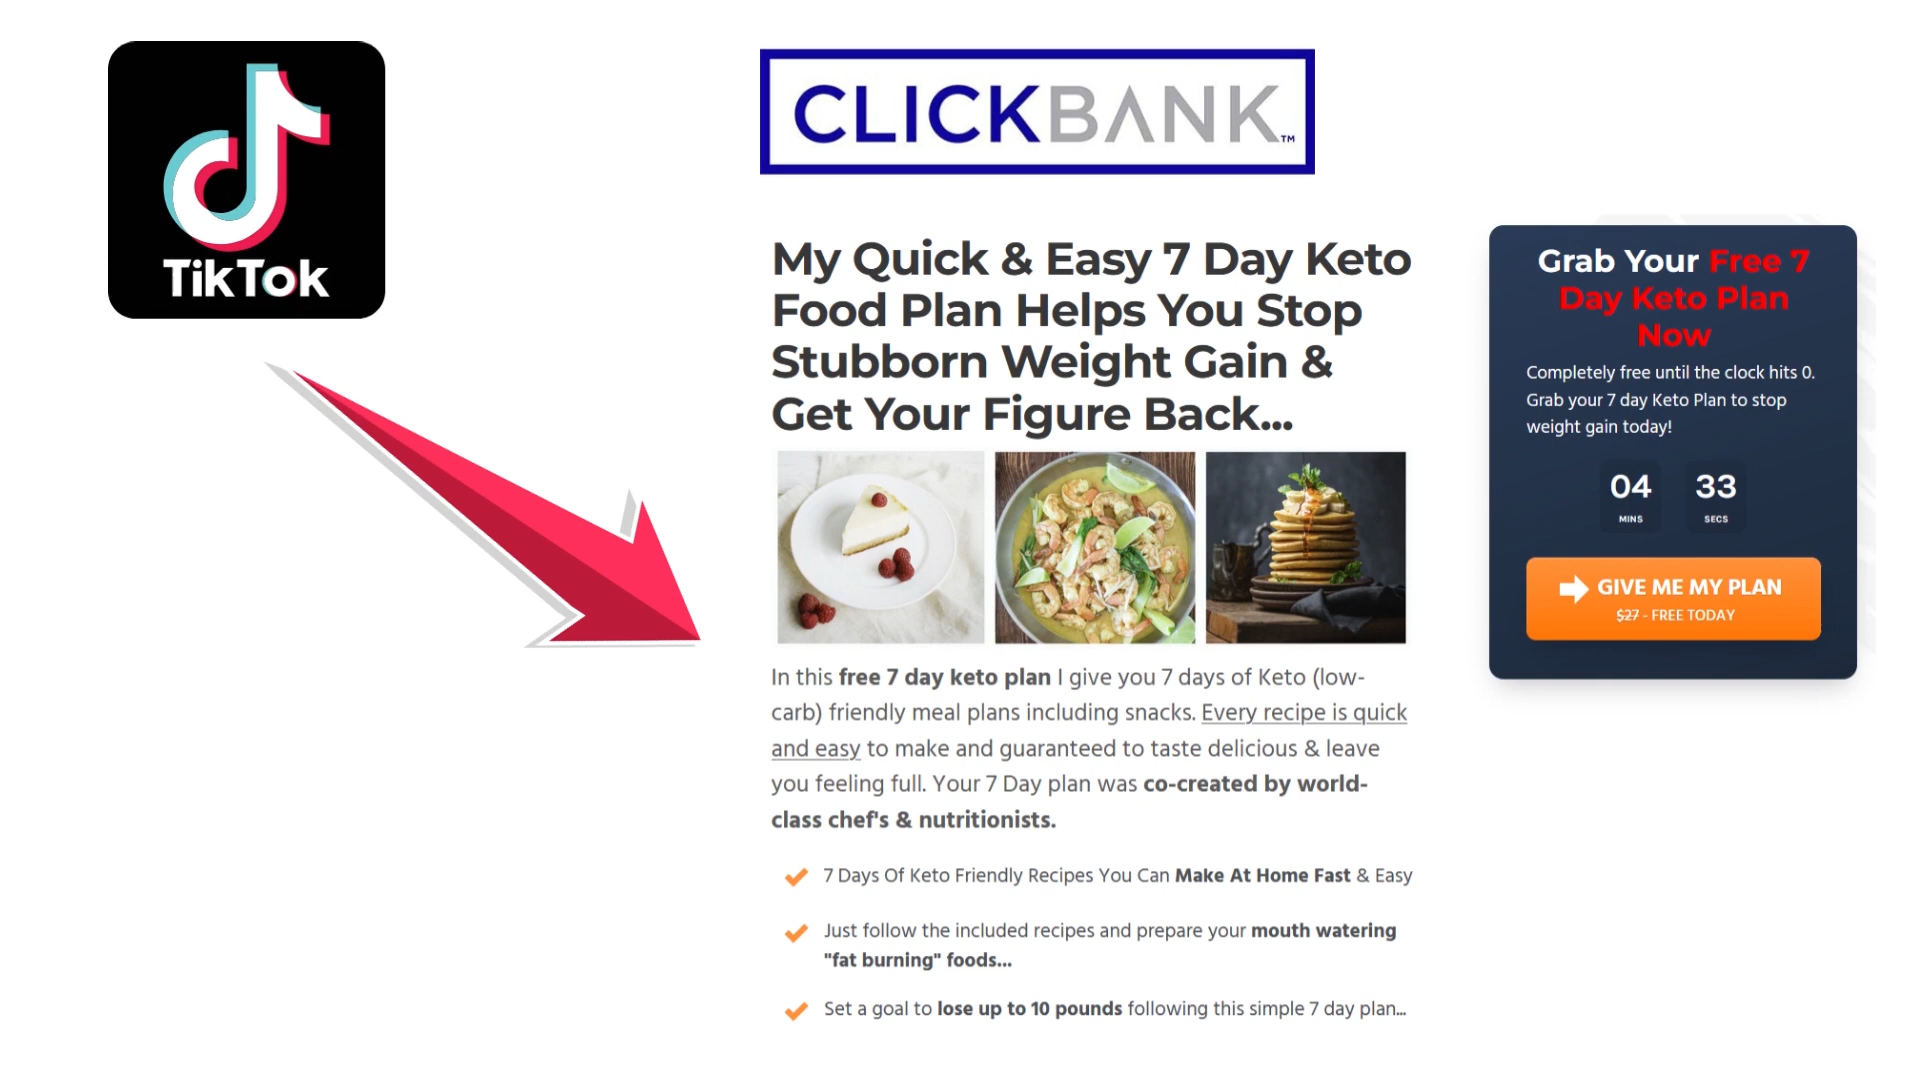 TikTok
CLICKBANK™
My Quick & Easy 7 Day Keto
Food Plan Helps You Stop
Stubborn Weight Gain &
Get Your Figure Back...
In this free 7 day keto plan I give you 7 days of Keto (low-
carb) friendly meal plans including snacks. Every recipe is quick
and easy to make and guaranteed to taste delicious & leave
you feeling full. Your 7 Day plan was co-created by world-
class chef's & nutritionists.
7 Days Of Keto Friendly Recipes You Can Make At Home Fast & Easy
Just follow the included recipes and prepare your mouth watering
"fat burning" foods...
Set a goal to lose up to 10 pounds following this simple 7 day plan...
Grab Your Free 7
Day Keto Plan
Now
Completely free until the clock hits 0.
Grab your 7 day Keto Plan to stop
weight gain today!
04 33
MINS SECS
GIVE ME MY PLAN
$27 - FREE TODAY